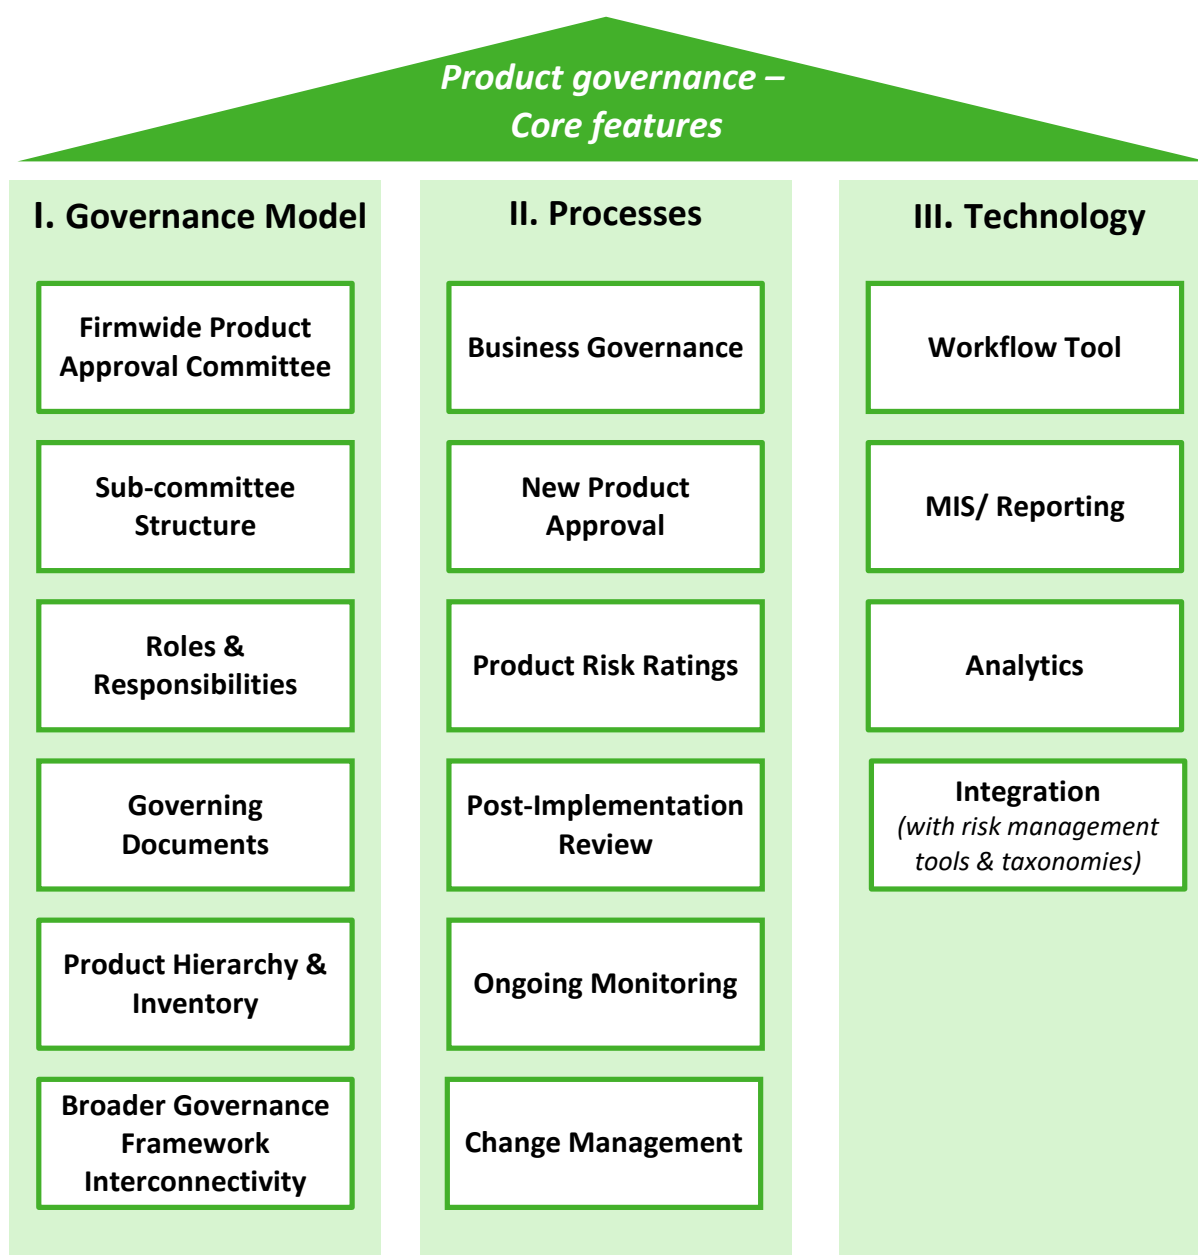 Product governance –
Core features
I. Governance Model
Firmwide Product
Approval Committee
Sub-committee
Structure
Roles &
Responsibilities
Governing
Documents
Product Hierarchy &
Inventory
Broader Governance
Framework
Interconnectivity
II. Processes
Business Governance
New Product
Approval
Product Risk Ratings
Post-Implementation
Review
Ongoing Monitoring
Change Management
III. Technology
Workflow Tool
MIS/ Reporting
Analytics
Integration
(with risk management
tools & taxonomies)